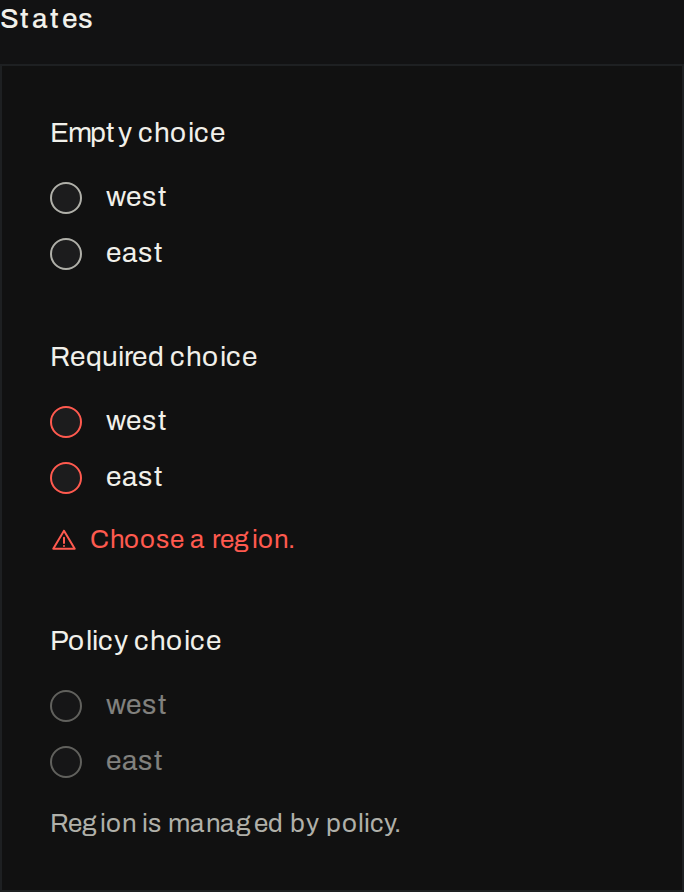 States
Empty choice
west
east
Required choice
west
east
Choose a region.
Policy choice
west
east
Region is managed by policy.